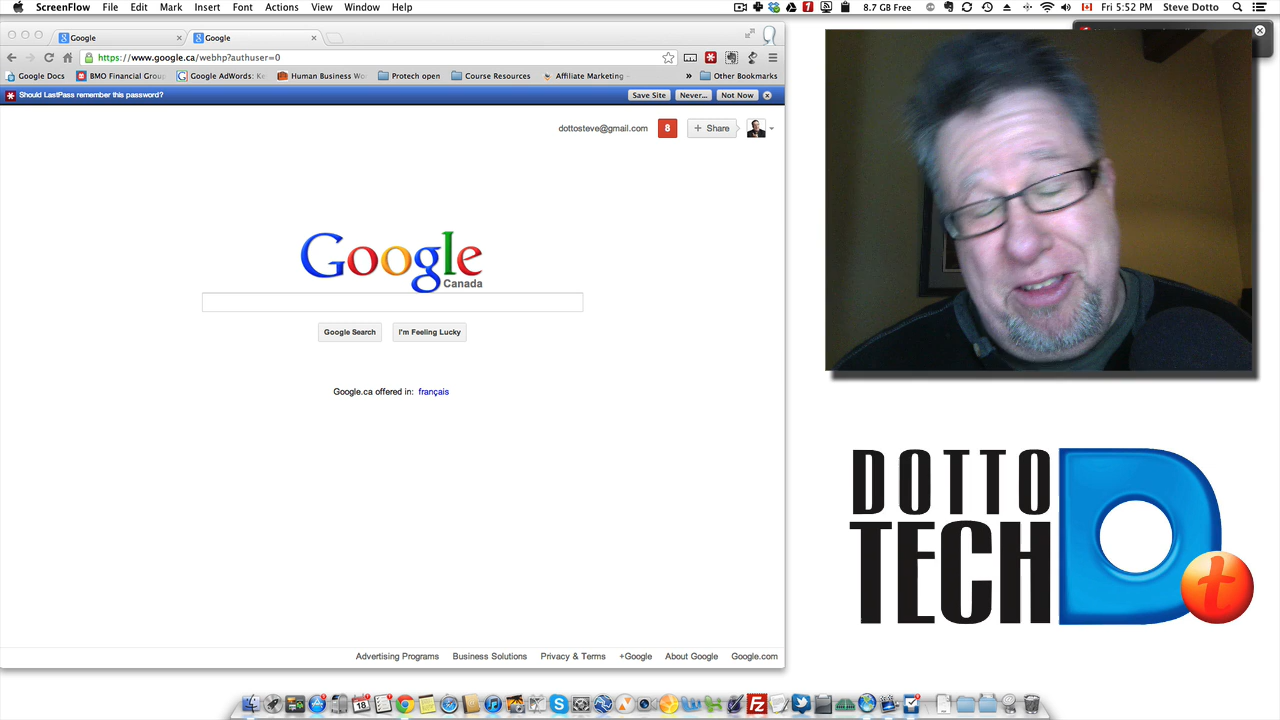 ScreenFlow File Edit Mark Insert Font Actions View Window Help 8.7 GB Free Fri 5:52 PM Steve Dotto
Google Google
https://www.google.ca/webhp?authuser=0
Google Docs BMO Financial Grou Google AdWords: Ke Human Business Wo Protech open Course Resources Affiliate Marketing - » Other Bookmarks
Should LastPass remember this password? Save Site Never... Not Now
dottosteve@gmail.com 8 + Share
Google
Canada
Google Search I'm Feeling Lucky
Google.ca offered in: français
DOTTO
TECH
t
Advertising Programs Business Solutions Privacy & Terms +Google About Google Google.com